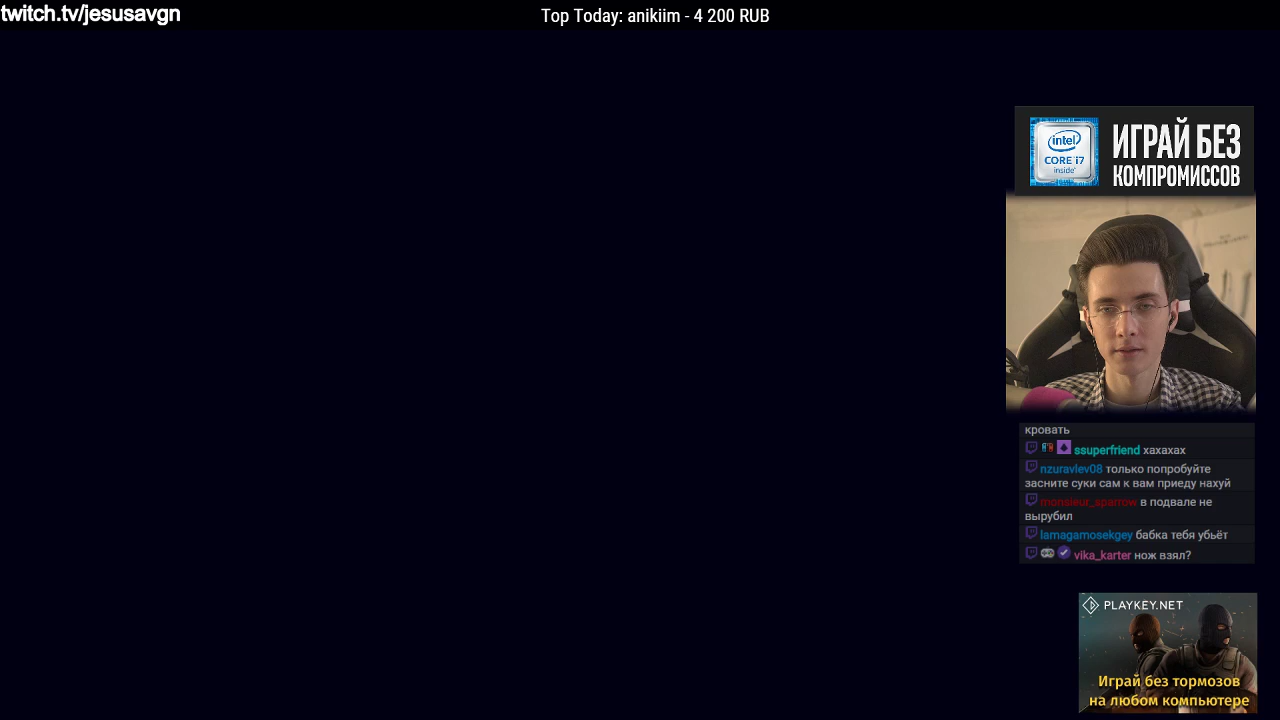 twitch.tv/jesusavgn
Top Today: anikiim - 4 200 RUB
intel
CORE i7
inside
ИГРАЙ БЕЗ
КОМПРОМИССОВ
кровать
ssuperfriend хахахах
nzuravlev08 только попробуйте
засните суки сам к вам приеду нахуй
monsieur_sparrow в подвале не
вырубил
lamagamosekgey бабка тебя убьёт
vika_karter нож взял?
PLAYKEY.NET
Играй без тормозов
на любом компьютере